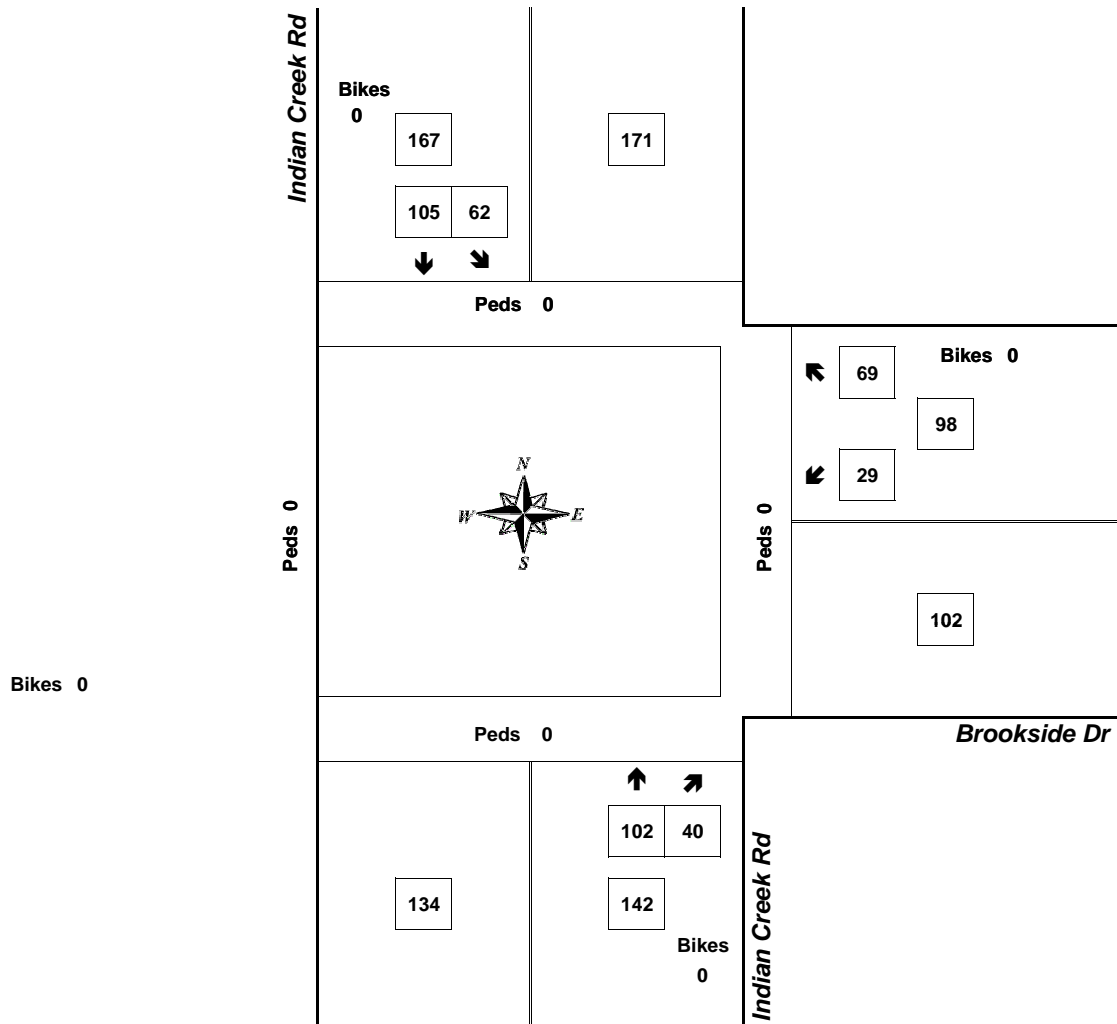 Indian Creek Rd
Bikes
0
167
171
105 62
Peds 0
69
Bikes 0
98
29
N
W E
S
Peds 0
Peds 0
102
Bikes 0
Peds 0
Brookside Dr
102 40
134
142
Bikes
0
Indian Creek Rd